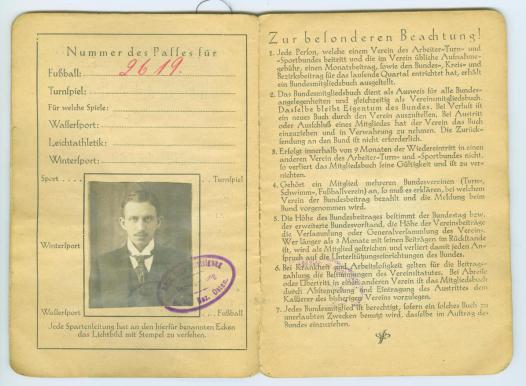 Nummer des Passes für
Fußball: 2619.
Turnspiel:
Für welche Spiele:
Wassersport:
Leichtathletik:
Wintersport:
Sport Turnspiel
Wintersport
Wassersport Fußball
Jede Spartenleitung hat an den hierfür benannten Ecken
das Lichtbild mit Stempel zu versehen.
Zur besonderen Beachtung!
1. Jede Person, welche einem Verein des Arbeiter-Turn- und
-Sportbundes beitritt und die im Verein übliche Aufnahme-
gebühr, einen Monatsbeitrag, sowie den Bundes-, Kreis- und
Bezirksbeitrag für das laufende Quartal entrichtet hat, erhält
ein Bundesmitgliedsbuch ausgestellt.
2. Das Bundesmitgliedsbuch dient als Ausweis für alle Bundes-
angelegenheiten und gleichzeitig als Vereinsmitgliedsbuch.
Dasselbe bleibt Eigentum des Bundes. Bei Verlust ist
ein neues Buch durch den Verein auszustellen. Bei Austritt
oder Ausschluß eines Mitgliedes hat der Verein das Buch
einzuziehen und in Verwahrung zu nehmen. Die Zurück-
sendung an den Bund ist nicht erforderlich.
3. Erfolgt innerhalb von 9 Monaten der Wiedereintritt in einen
anderen Verein des Arbeiter-Turn- und Sportbundes nicht,
so verliert das Mitgliedsbuch seine Gültigkeit und ist zu ver-
nichten.
4. Gehört ein Mitglied mehreren Bundesvereinen (Turn-,
Schwimm-, Fußballverein) an, so muß es erklären, bei welchem
Verein der Bundesbeitrag bezahlt und die Meldung beim
Bund vorgenommen wird.
5. Die Höhe des Bundesbeitrages bestimmt der Bundestag bzw.
der erweiterte Bundesvorstand, die Höhe der Vereinsbeiträge
die Versammlung oder Generalversammlung des Vereins.
Wer länger als 3 Monate mit seinen Beiträgen im Rückstande
ist, wird als Mitglied gestrichen und verliert damit jeden An-
spruch auf die Unterstützungseinrichtungen des Bundes.
6. Bei Krankheit und Arbeitslosigkeit gelten für die Beitrags-
zahlung die Bestimmungen des Vereinsstatutes. Bei Abreise
oder Übertritt in einen anderen Verein ist das Mitgliedsbuch
durch Abstempelung und Eintragung des Austrittes dem
Kassierer des bisherigen Vereins vorzulegen.
7. Jedes Bundesmitglied ist berechtigt, sofern ein solches Buch zu
unerlaubten Zwecken benutzt wird, dasselbe im Auftrag des
Bundes einzuziehen.